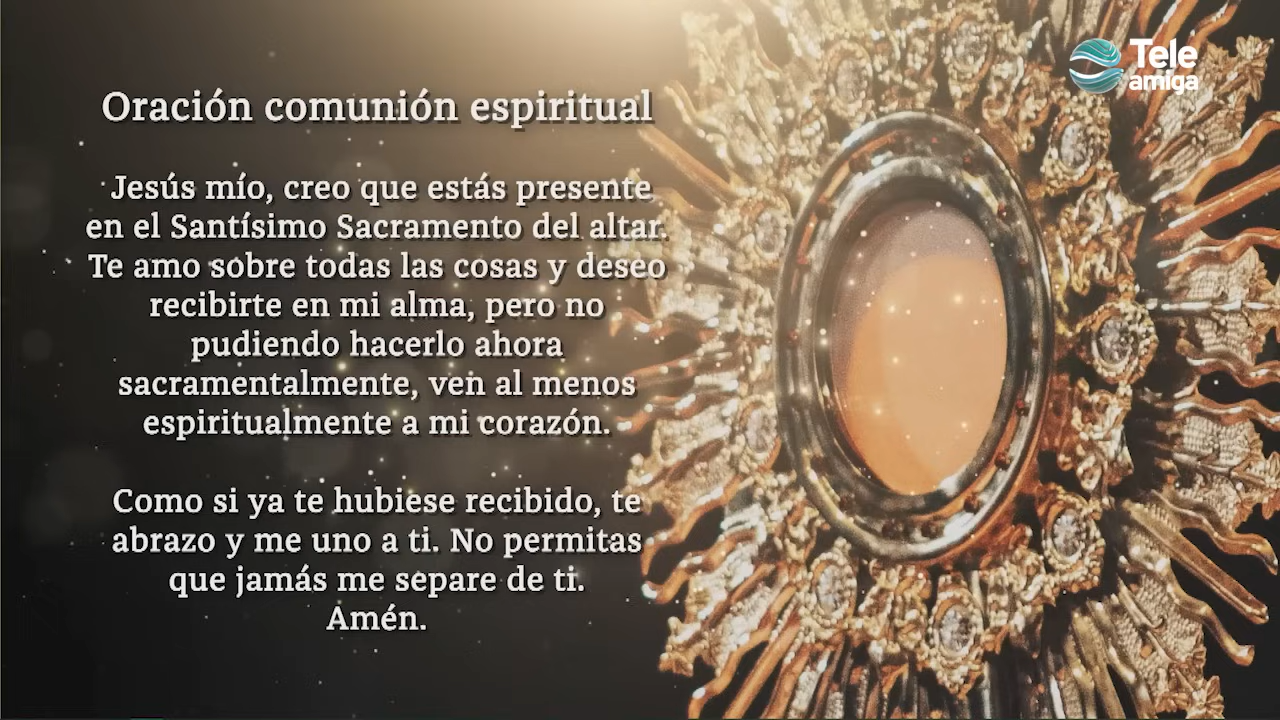 Tele
amiga
Oración comunión espiritual
Jesús mío, creo que estás presente
en el Santísimo Sacramento del altar.
Te amo sobre todas las cosas y deseo
recibirte en mi alma, pero no
pudiendo hacerlo ahora
sacramentalmente, ven al menos
espiritualmente a mi corazón.
Como si ya te hubiese recibido, te
abrazo y me uno a ti. No permitas
que jamás me separe de ti.
Amén.